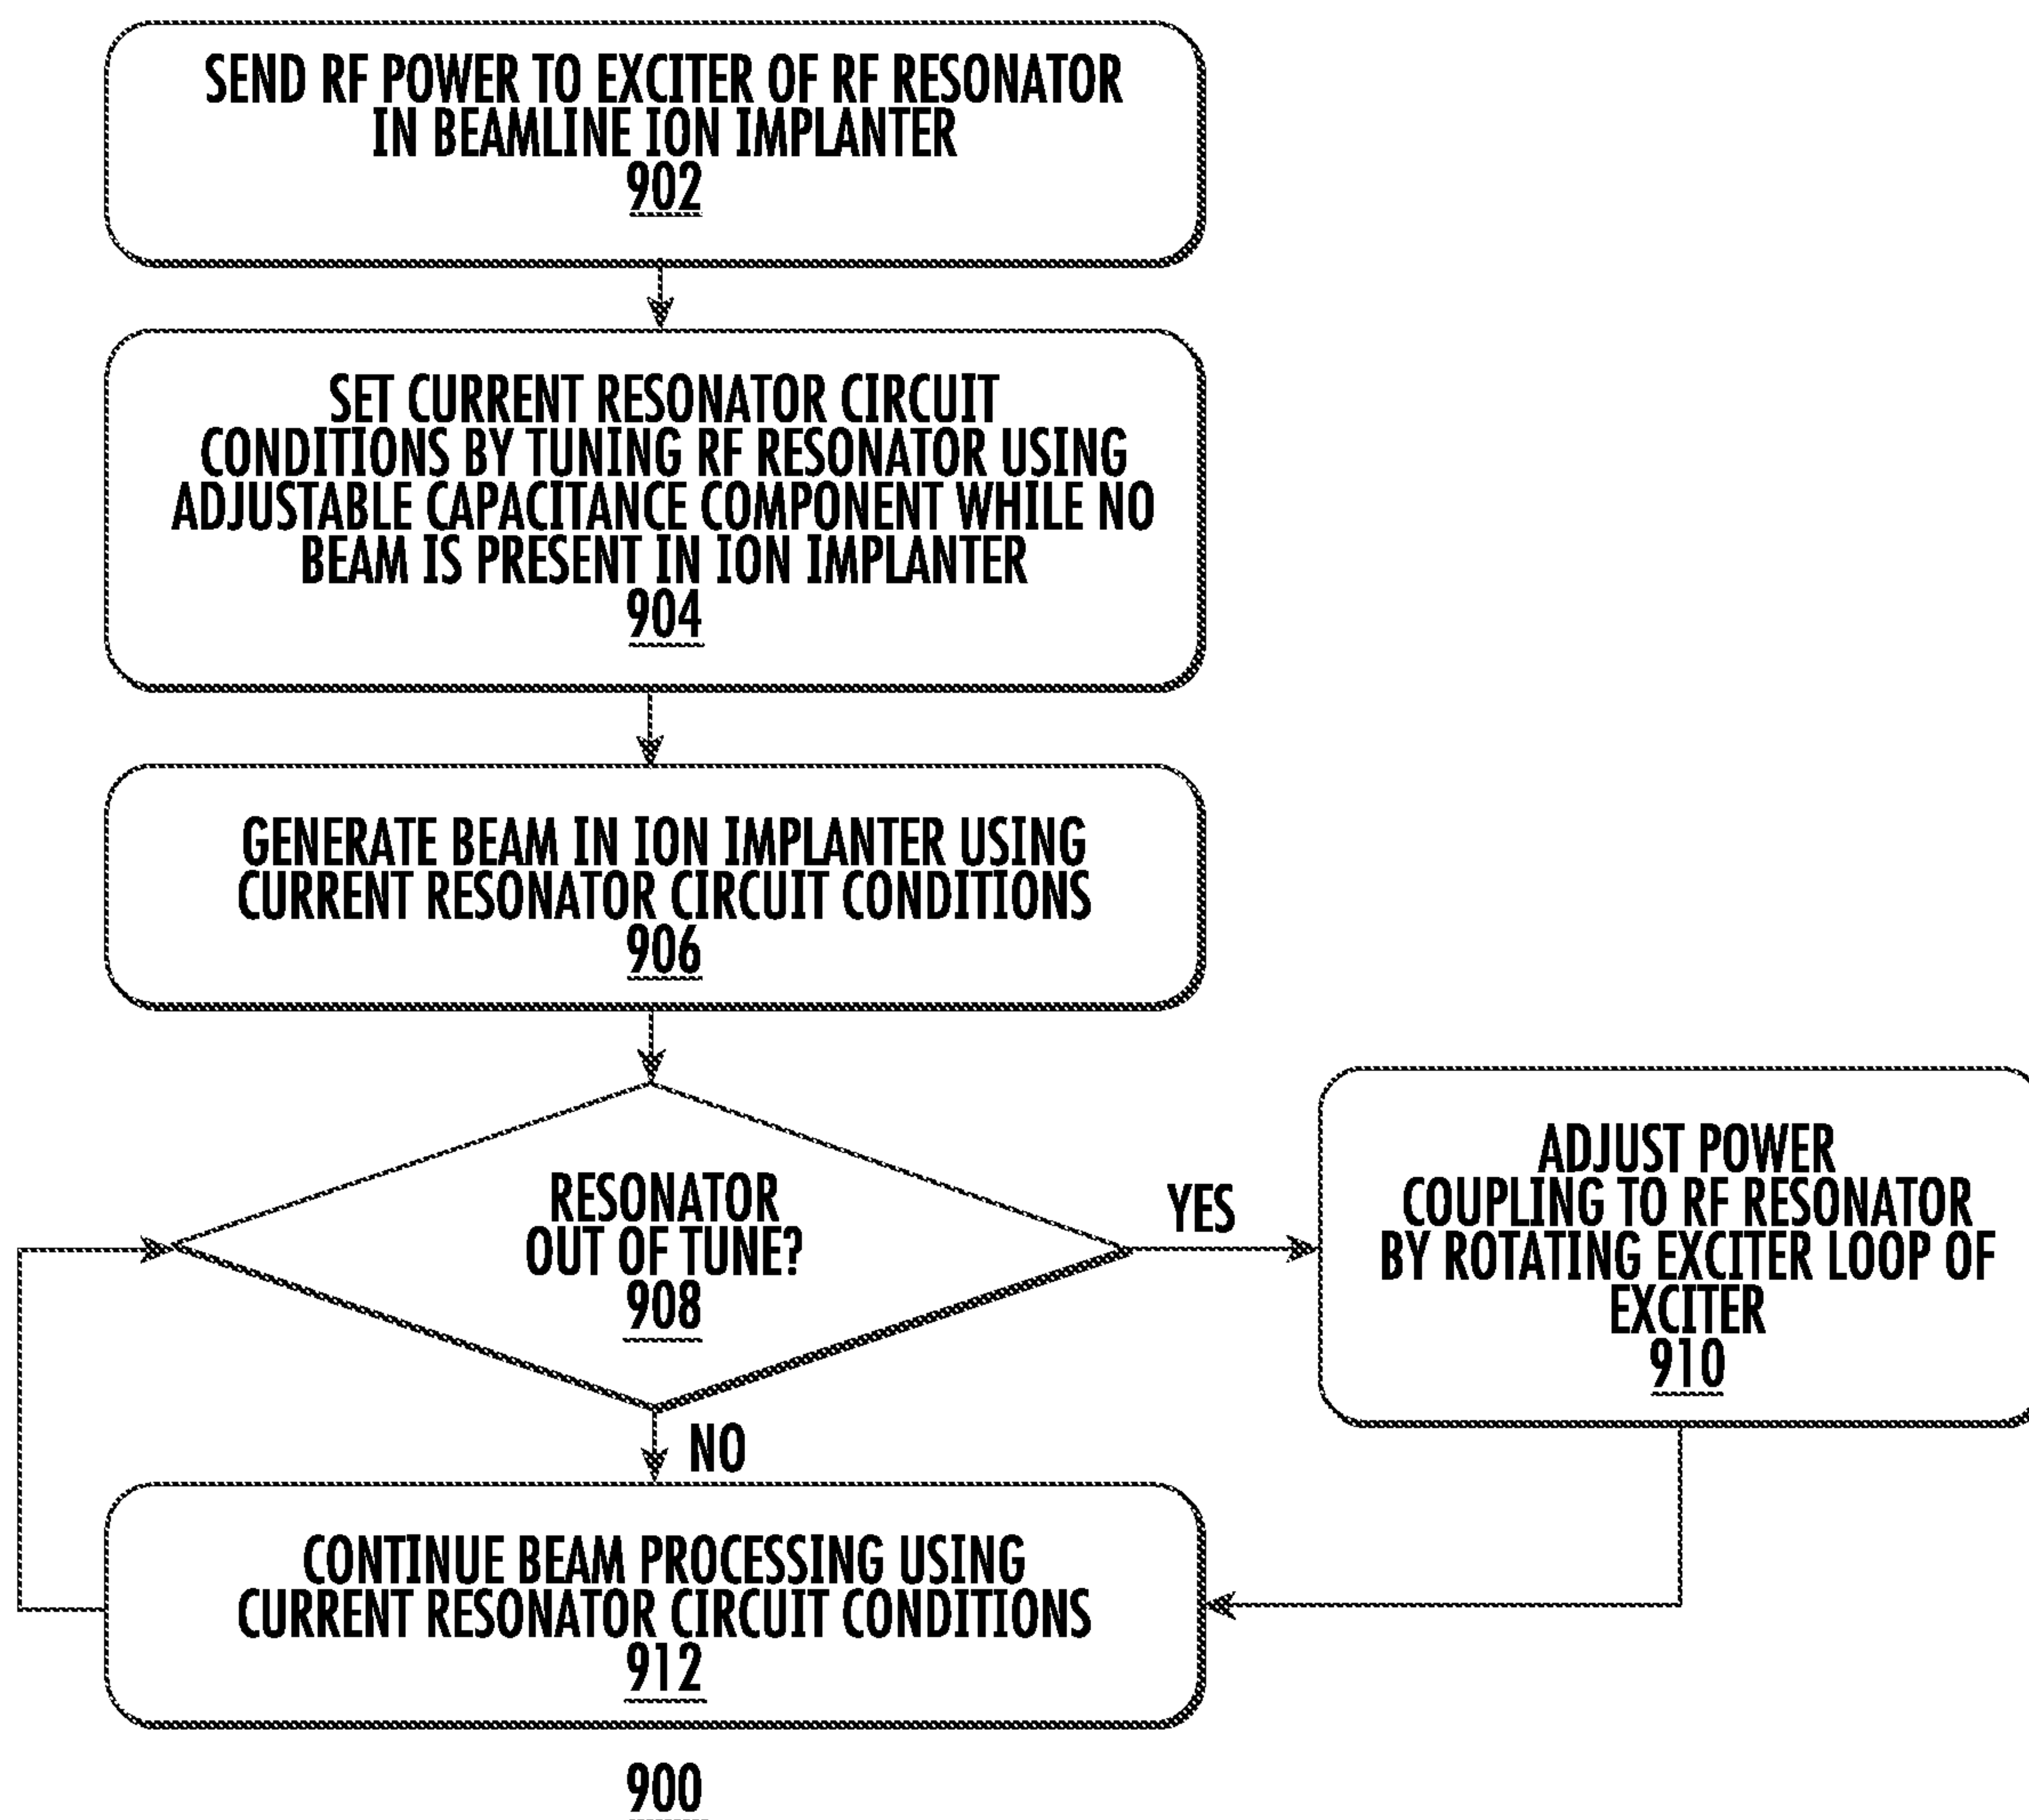 SEND RF POWER TO EXCITER OF RF RESONATOR
IN BEAMLINE ION IMPLANTER
902
SET CURRENT RESONATOR CIRCUIT
CONDITIONS BY TUNING RF RESONATOR USING
ADJUSTABLE CAPACITANCE COMPONENT WHILE NO
BEAM IS PRESENT IN ION IMPLANTER
904
GENERATE BEAM IN ION IMPLANTER USING
CURRENT RESONATOR CIRCUIT CONDITIONS
906
RESONATOR
OUT OF TUNE?
908
YES
ADJUST POWER
COUPLING TO RF RESONATOR
BY ROTATING EXCITER LOOP OF
EXCITER
910
NO
CONTINUE BEAM PROCESSING USING
CURRENT RESONATOR CIRCUIT CONDITIONS
912
900